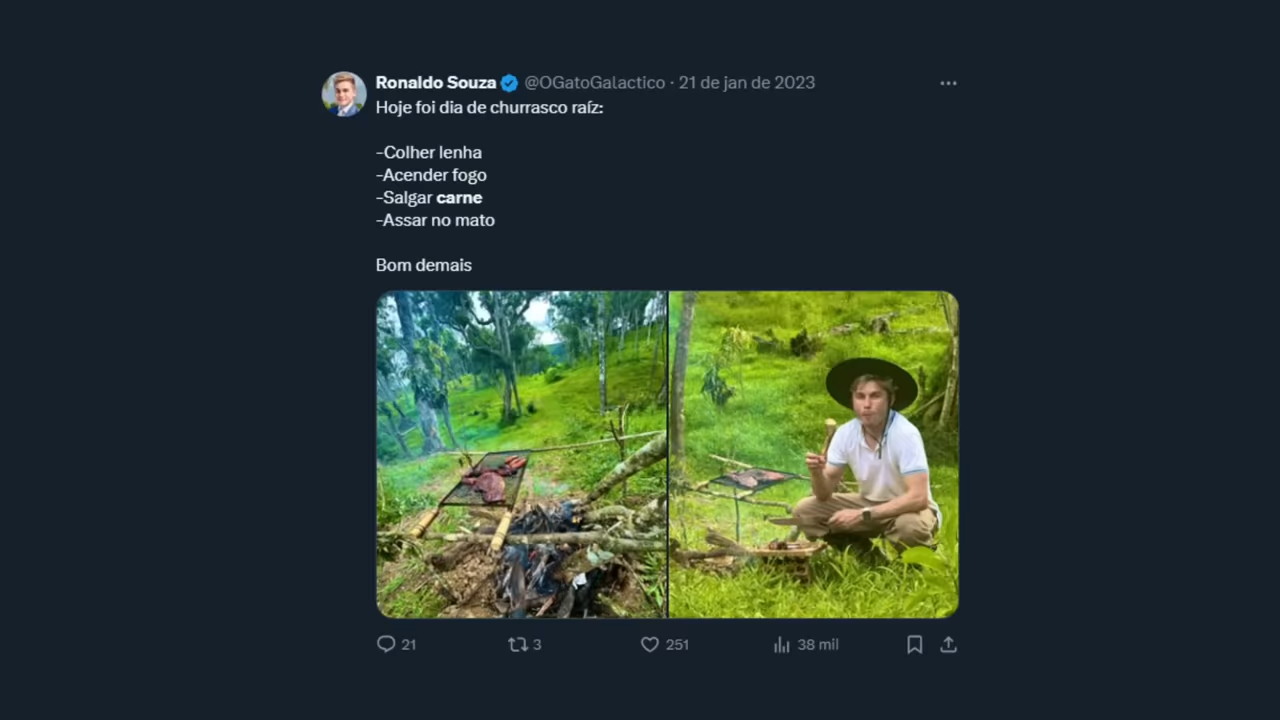 Ronaldo Souza @OGatoGalactico · 21 de jan de 2023
Hoje foi dia de churrasco raíz:
-Colher lenha
-Acender fogo
-Salgar carne
-Assar no mato
Bom demais
21 3 251 38 mil